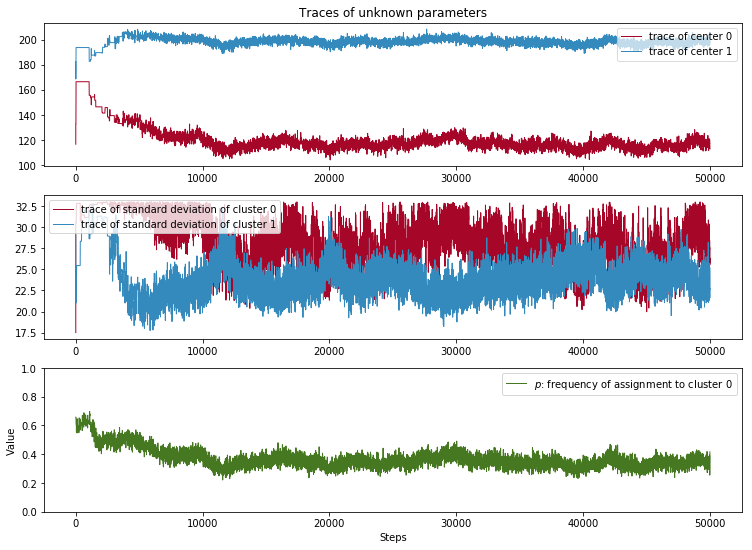 Traces of unknown parameters
200
180
160
140
120
100
trace of center 0
trace of center 1
0 10000 20000 30000 40000 50000
32.5
30.0
27.5
25.0
22.5
20.0
17.5
trace of standard deviation of cluster 0
trace of standard deviation of cluster 1
0 10000 20000 30000 40000 50000
1.0
0.8
0.6
0.4
0.2
0.0
Value
p: frequency of assignment to cluster 0
0 10000 20000 30000 40000 50000
Steps